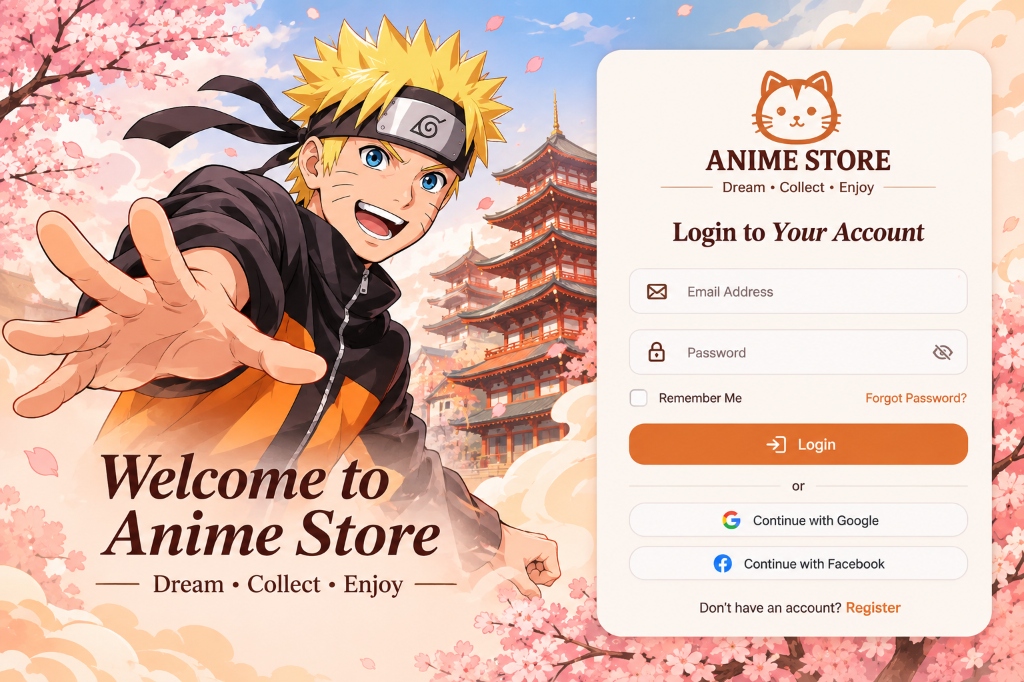 Welcome to
Anime Store
Dream • Collect • Enjoy
ANIME STORE
Dream • Collect • Enjoy
Login to Your Account
Email Address
Password
Remember Me
Forgot Password?
Login
or
Continue with Google
Continue with Facebook
Don't have an account? Register